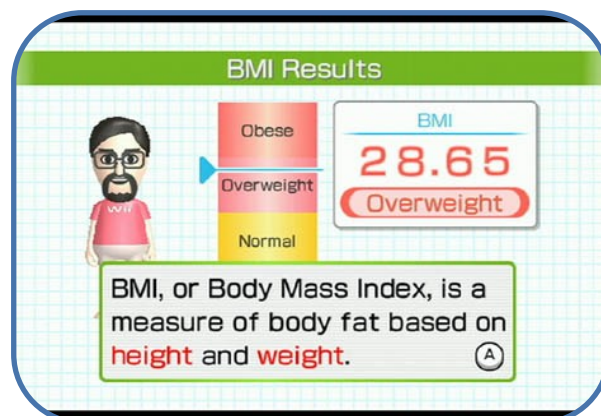 BMI Results
Obese
Overweight
Normal
BMI
28.65
Overweight
wii
BMI, or Body Mass Index, is a
measure of body fat based on
height and weight.
A